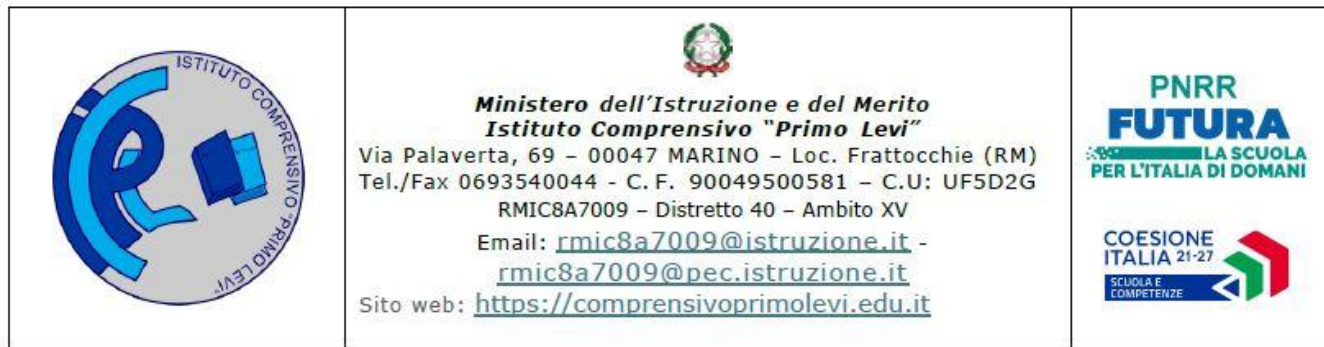 ISTITUTO COMPRENSIVO "PRIMO LEVI"
Ministero dell'Istruzione e del Merito
Istituto Comprensivo "Primo Levi"
Via Palaverta, 69 – 00047 MARINO – Loc. Frattocchie (RM)
Tel./Fax 0693540044 - C. F. 90049500581 – C.U: UF5D2G
RMIC8A7009 – Distretto 40 – Ambito XV
Email: rmic8a7009@istruzione.it -
rmic8a7009@pec.istruzione.it
Sito web: https://comprensivoprimolevi.edu.it
PNRR
FUTURA
LA SCUOLA
PER L'ITALIA DI DOMANI
COESIONE
ITALIA 21-27
SCUOLA E
COMPETENZE